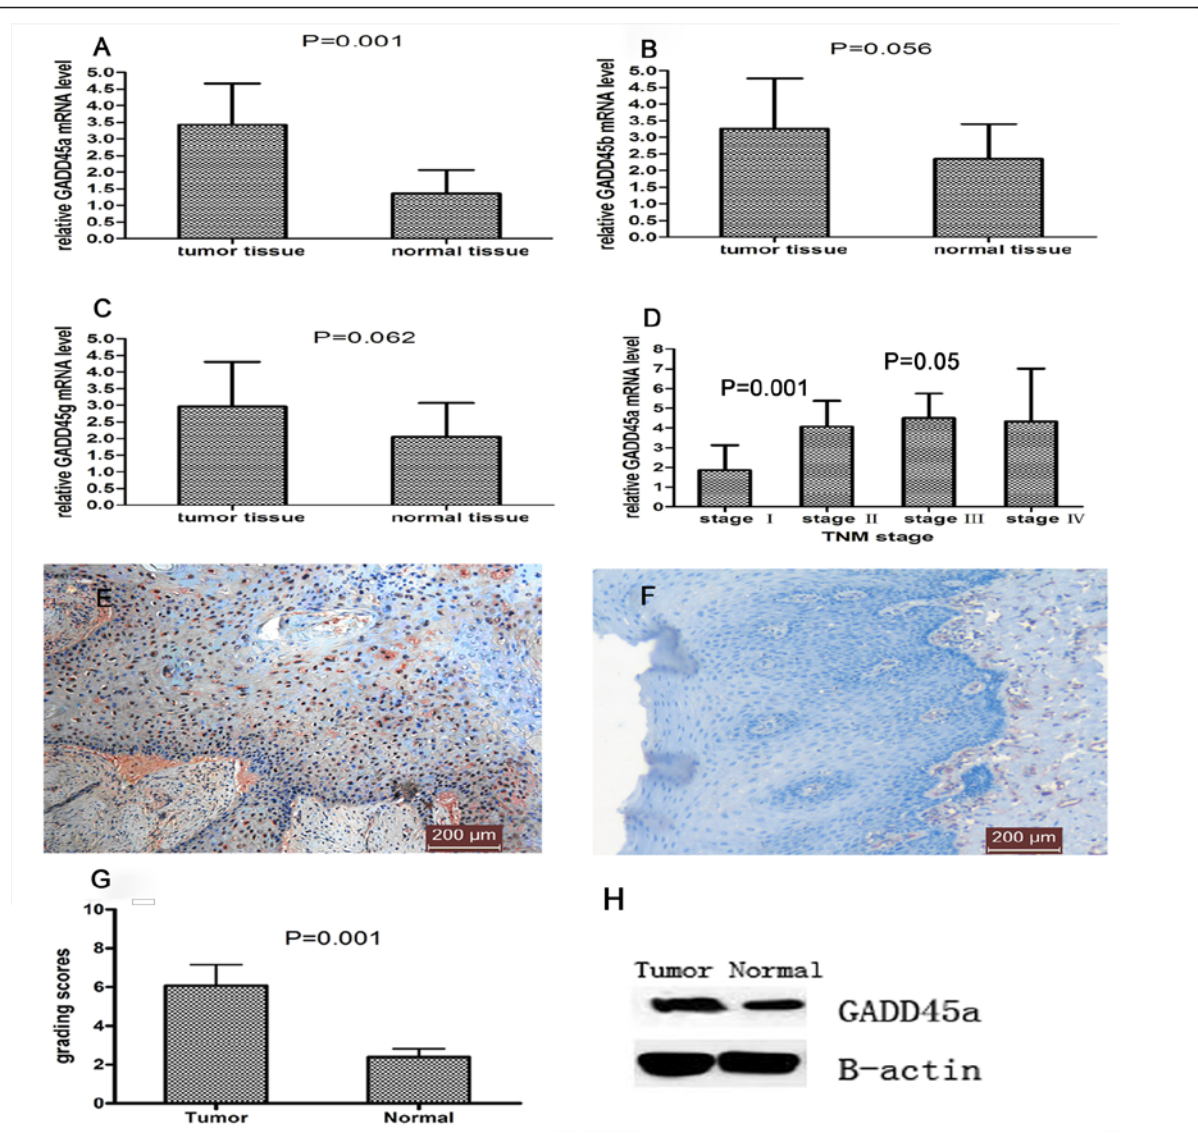 A
P=0.001
relative GADD45a mRNA level
5.0
4.5
4.0
3.5
3.0
2.5
2.0
1.5
1.0
0.5
0.0
tumor tissue
normal tissue
B
P=0.056
relative GADD45b mRNA level
5.0
4.5
4.0
3.5
3.0
2.5
2.0
1.5
1.0
0.5
0.0
tumor tissue
normal tissue
C
P=0.062
relative GADD45g mRNA level
5.0
4.5
4.0
3.5
3.0
2.5
2.0
1.5
1.0
0.5
0.0
tumor tissue
normal tissue
D
P=0.001
P=0.05
relative GADD45a mRNA level
8
7
6
5
4
3
2
1
0
stage I
stage II
stage III
stage IV
TNM stage
E
200 µm
F
200 µm
G
P=0.001
grading scores
10
8
6
4
2
0
Tumor
Normal
H
Tumor Normal
GADD45a
B-actin